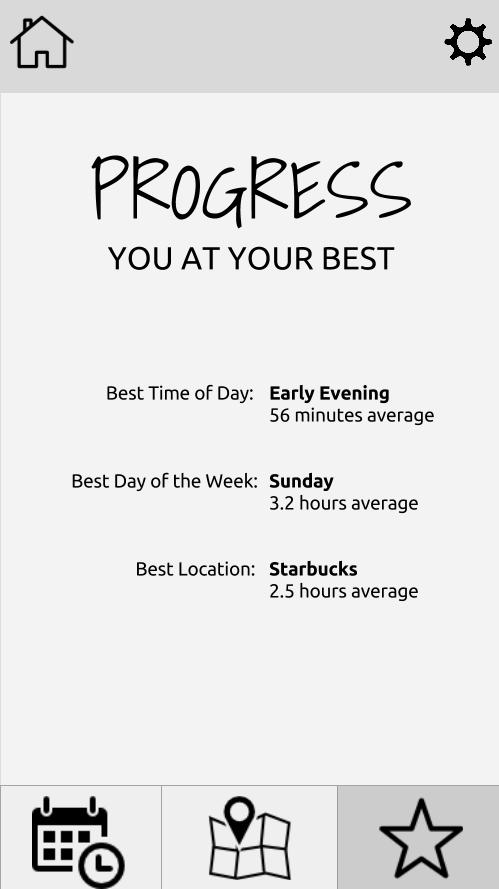 PROGRESS
YOU AT YOUR BEST
Best Time of Day: Early Evening
56 minutes average
Best Day of the Week: Sunday
3.2 hours average
Best Location: Starbucks
2.5 hours average